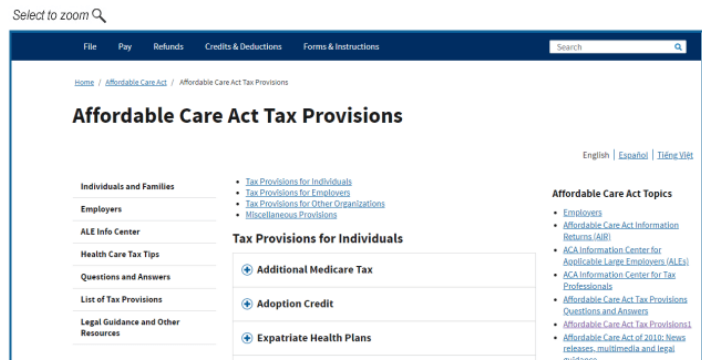 Select to zoom
File Pay Refunds Credits & Deductions Forms & Instructions Search
Home / Affordable Care Act / Affordable Care Act Tax Provisions
Affordable Care Act Tax Provisions
English | Español | Tiếng Việt
Individuals and Families
Employers
ALE Info Center
Health Care Tax Tips
Questions and Answers
List of Tax Provisions
Legal Guidance and Other
Resources
• Tax Provisions for Individuals
• Tax Provisions for Employers
• Tax Provisions for Other Organizations
• Miscellaneous Provisions
Tax Provisions for Individuals
Additional Medicare Tax
Adoption Credit
Expatriate Health Plans
Affordable Care Act Topics
• Employers
• Affordable Care Act Information
Returns (AIR)
• ACA Information Center for
Applicable Large Employers (ALEs)
• ACA Information Center for Tax
Professionals
• Affordable Care Act Tax Provisions
Questions and Answers
• Affordable Care Act Tax Provisions1
• Affordable Care Act of 2010: News
releases, multimedia and legal
guidance